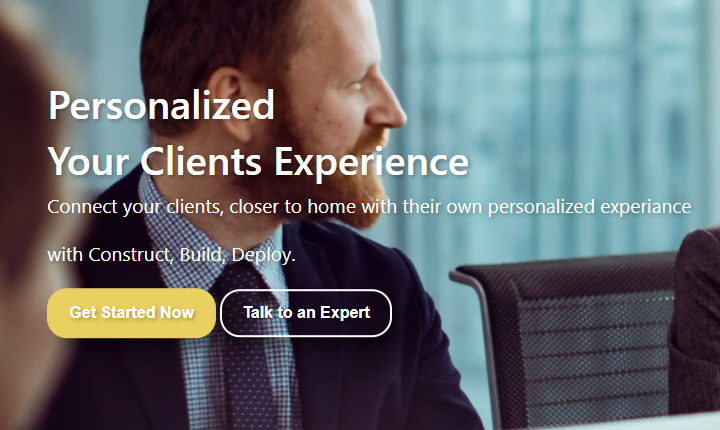 Personalized
Your Clients Experience
Connect your clients, closer to home with their own personalized experiance
with Construct, Build, Deploy.
Get Started Now
Talk to an Expert